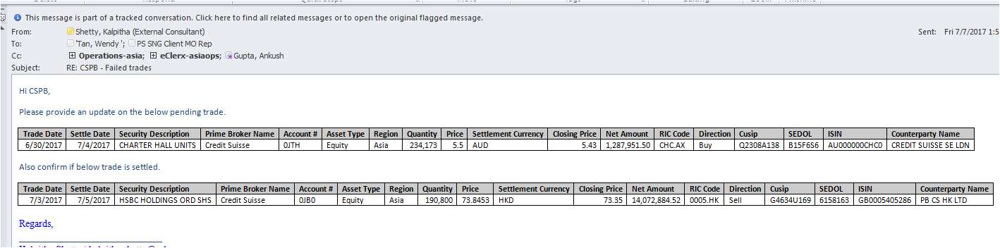 This message is part of a tracked conversation. Click here to find all related messages or to open the original flagged message.
From: Shetty, Kalpitha (External Consultant) Sent: Fri 7/7/2017 1:5
To: 'Tan, Wendy '; PS SNG Client MO Rep
Cc: Operations-asia; eClerx-asiaops; Gupta, Ankush
Subject: RE: CSPB - Failed trades
Hi CSPB,
Please provide an update on the below pending trade.
Trade Date Settle Date Security Description Prime Broker Name Account # Asset Type Region Quantity Price Settlement Currency Closing Price Net Amount RIC Code Direction Cusip SEDOL ISIN Counterparty Name
6/30/2017 7/4/2017 CHARTER HALL UNITS Credit Suisse 0JTH Equity Asia 234,173 5.5 AUD 5.43 1,287,951.50 CHC.AX Buy Q2308A138 B15F6S6 AU000000CHC0 CREDIT SUISSE SE LDN
Also confirm if below trade is settled.
Trade Date Settle Date Security Description Prime Broker Name Account # Asset Type Region Quantity Price Settlement Currency Closing Price Net Amount RIC Code Direction Cusip SEDOL ISIN Counterparty Name
7/3/2017 7/5/2017 HSBC HOLDINGS ORD SHS Credit Suisse 0JB0 Equity Asia 190,800 73.8453 HKD 73.35 14,072,884.52 0005.HK Sell G4634U169 6158163 GB0005405286 PB CS HK LTD
Regards,